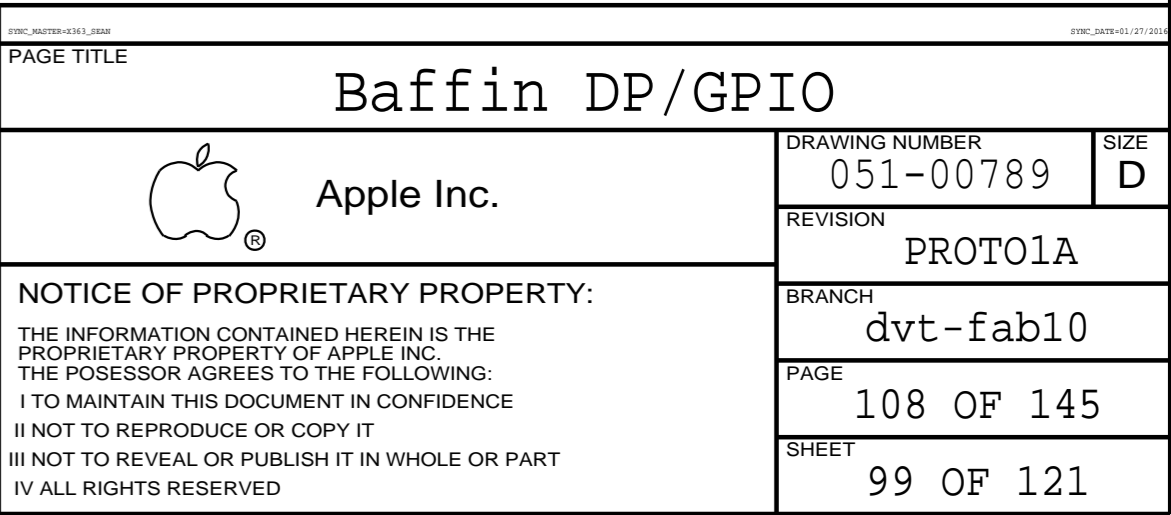 SYNC_MASTER=X363_SEAN
SYNC_DATE=01/27/2016
PAGE TITLE
Baffin DP/GPIO
Apple Inc.
®
DRAWING NUMBER
051-00789
SIZE
D
REVISION
PROTO1A
BRANCH
dvt-fab10
PAGE
108 OF 145
SHEET
99 OF 121
NOTICE OF PROPRIETARY PROPERTY:
THE INFORMATION CONTAINED HEREIN IS THE
PROPRIETARY PROPERTY OF APPLE INC.
THE POSESSOR AGREES TO THE FOLLOWING:
I TO MAINTAIN THIS DOCUMENT IN CONFIDENCE
II NOT TO REPRODUCE OR COPY IT
III NOT TO REVEAL OR PUBLISH IT IN WHOLE OR PART
IV ALL RIGHTS RESERVED